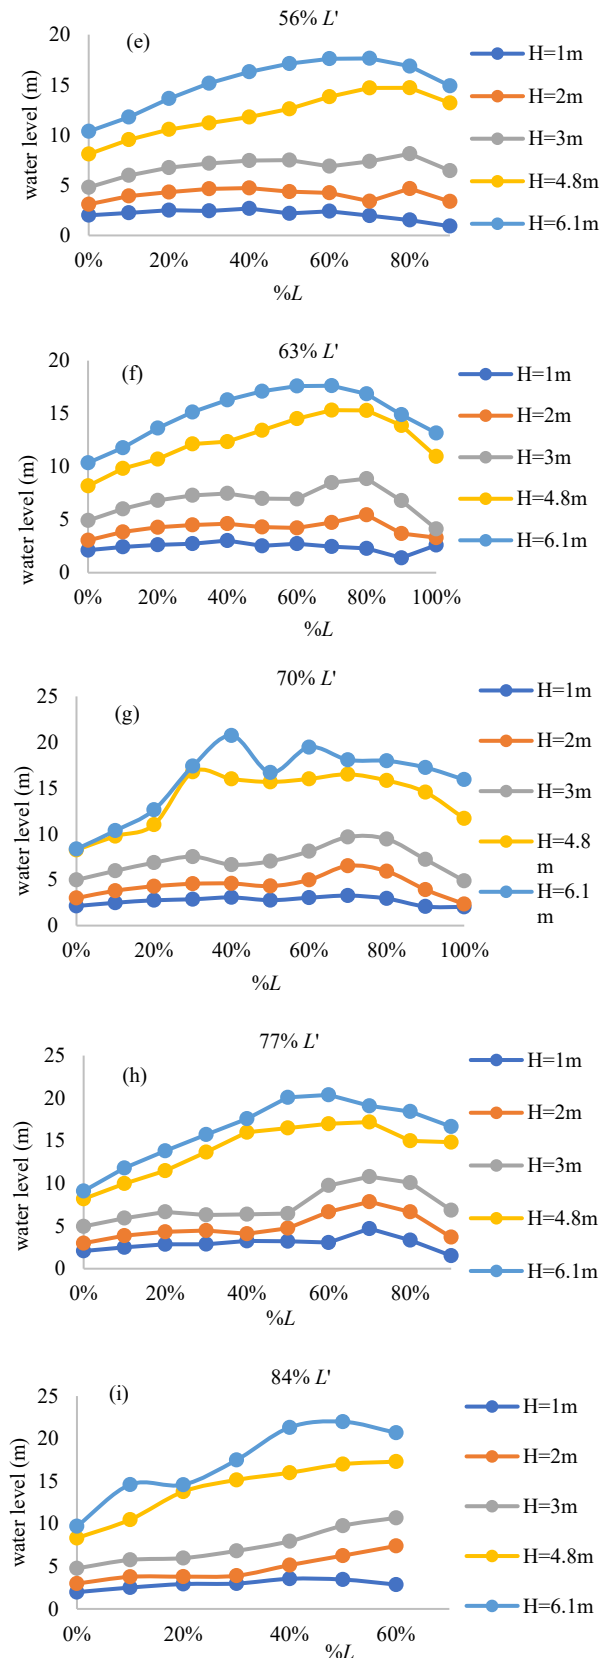 56% L'
(e)
20
15
10
5
0
water level (m)
0% 20% 40% 60% 80%
%L
H=1m
H=2m
H=3m
H=4.8m
H=6.1m
63% L'
(f)
20
15
10
5
0
water level (m)
0% 20% 40% 60% 80% 100%
%L
H=1m
H=2m
H=3m
H=4.8m
H=6.1m
70% L'
(g)
25
20
15
10
5
0
water level (m)
0% 20% 40% 60% 80% 100%
%L
H=1m
H=2m
H=3m
H=4.8
m
H=6.1
m
77% L'
(h)
25
20
15
10
5
0
water level (m)
0% 20% 40% 60% 80%
%L
H=1m
H=2m
H=3m
H=4.8m
H=6.1m
84% L'
(i)
25
20
15
10
5
0
water level (m)
0% 20% 40% 60%
%L
H=1m
H=2m
H=3m
H=4.8m
H=6.1m